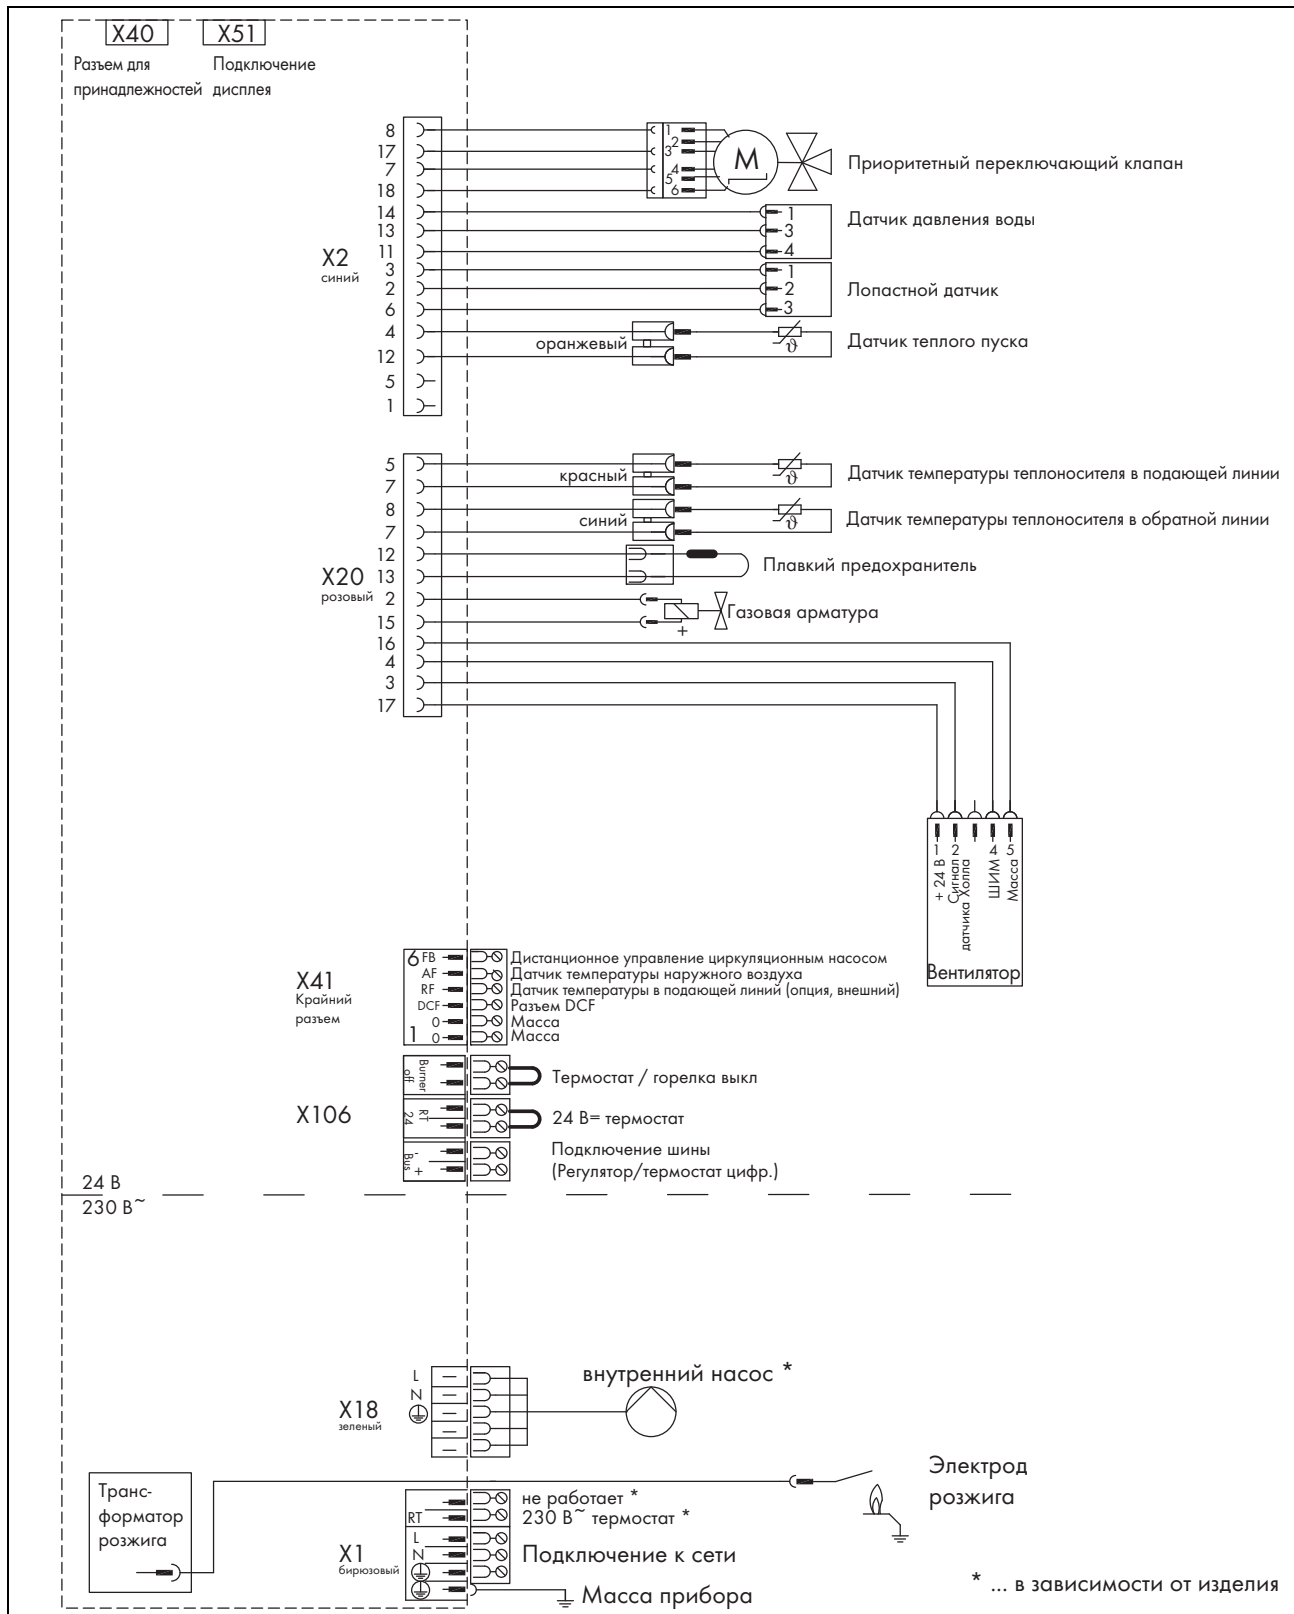 X40 X51
Разъем для Подключение
принадлежностей дисплея
8
17
7
18
14
13
11
3
2
6
4
12
5
1
X2
синий
1
2
3
4
5
6
M
Приоритетный переключающий клапан
1
3
4
Датчик давления воды
1
2
3
Лопастной датчик
оранжевый
ϑ
Датчик теплого пуска
5
7
8
7
12
13
2
15
16
4
3
17
X20
розовый
красный
ϑ
Датчик температуры теплоносителя в подающей линии
синий
ϑ
Датчик температуры теплоносителя в обратной линии
Плавкий предохранитель
+
Газовая арматура
1 2 4 5
+ 24 В
Сигнал
датчика Холла
ШИМ
Масса
Вентилятор
X41
Крайний
разъем
6 FB Дистанционное управление циркуляционным насосом
AF Датчик температуры наружного воздуха
RF Датчик температуры в подающей линий (опция, внешний)
DCF Разъем DCF
0 Масса
1 0 Масса
X106
Burner
off
Термостат / горелка выкл
RT
24
24 В= термостат
Bus
-
+
Подключение шины
(Регулятор/термостат цифр.)
24 В
230 В~
внутренний насос *
L
N
X18
зеленый
Транс-
форматор
розжига
Электрод
розжига
не работает *
RT 230 В~ термостат *
L
N
X1
бирюзовый
Подключение к сети
Масса прибора
* ... в зависимости от изделия